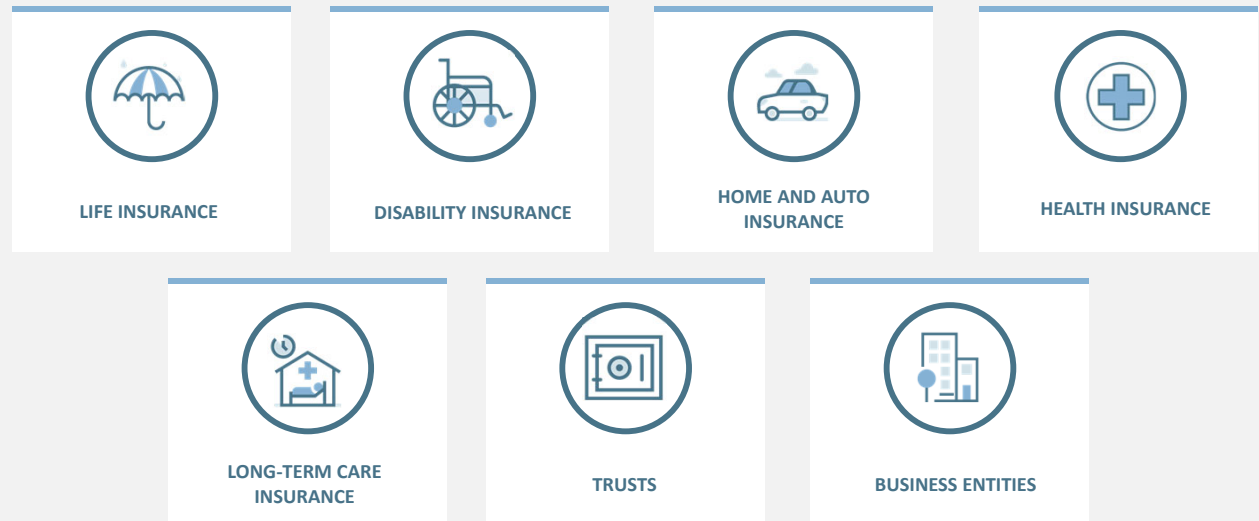 LIFE INSURANCE
DISABILITY INSURANCE
HOME AND AUTO
INSURANCE
HEALTH INSURANCE
LONG-TERM CARE
INSURANCE
TRUSTS
BUSINESS ENTITIES